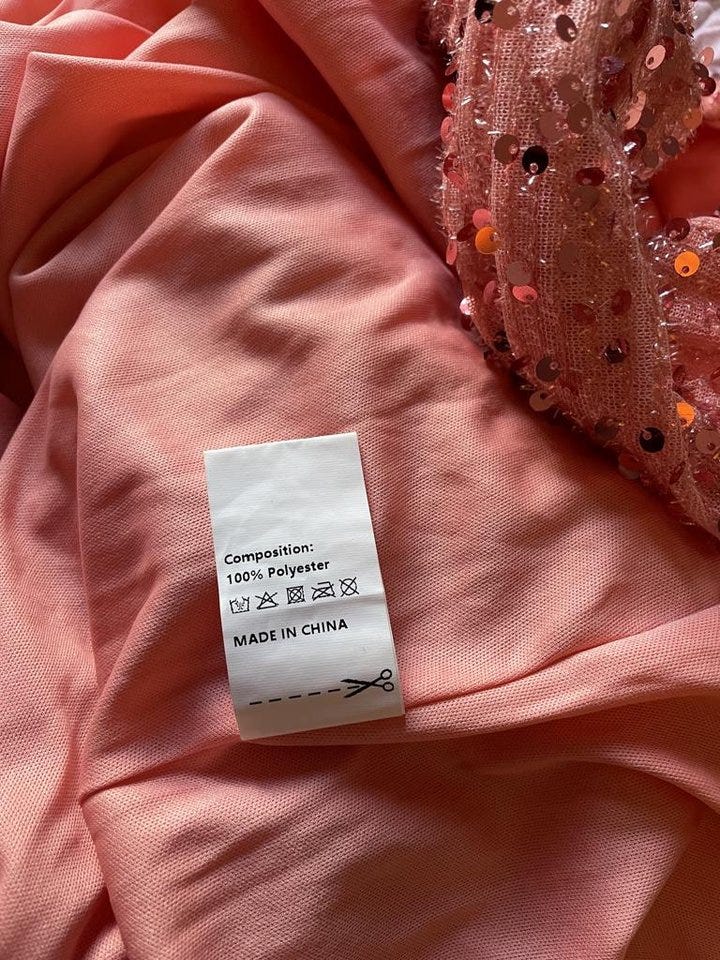 Composition:
100% Polyester
MADE IN CHINA